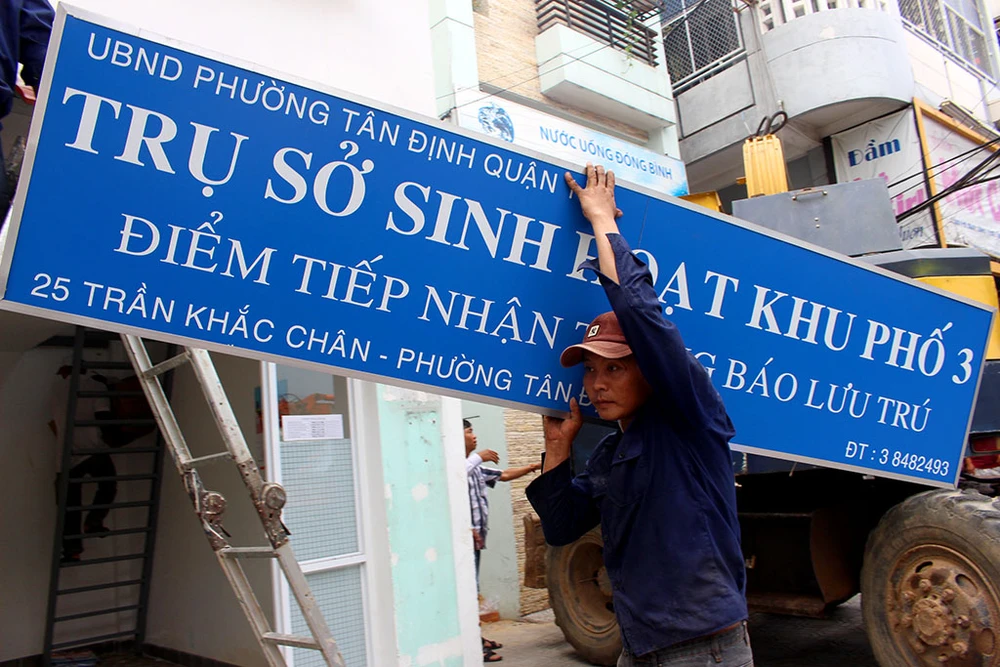 UBND PHƯỜNG TÂN ĐỊNH QUẬN
TRỤ SỞ SINH HOẠT KHU PHỐ 3
ĐIỂM TIẾP NHẬN BÁO LƯU TRÚ
25 TRẦN KHẮC CHÂN - PHƯỜNG TÂN
ĐT : 3 8482493
NƯỚC UỐNG ĐÓNG BÌNH
Đầm